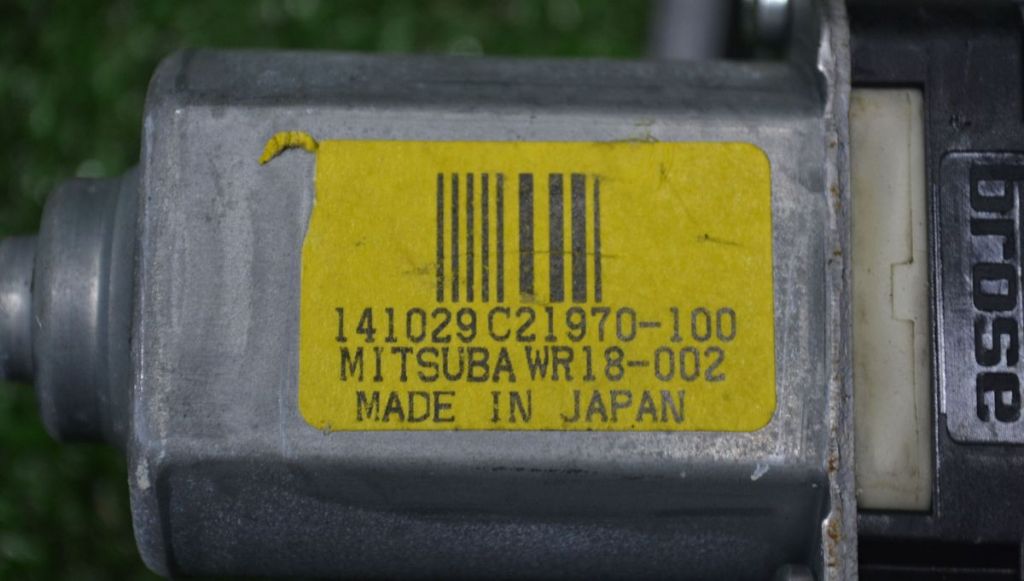 141029 C21970-100
MITSUBA WR18-002
MADE IN JAPAN
brose